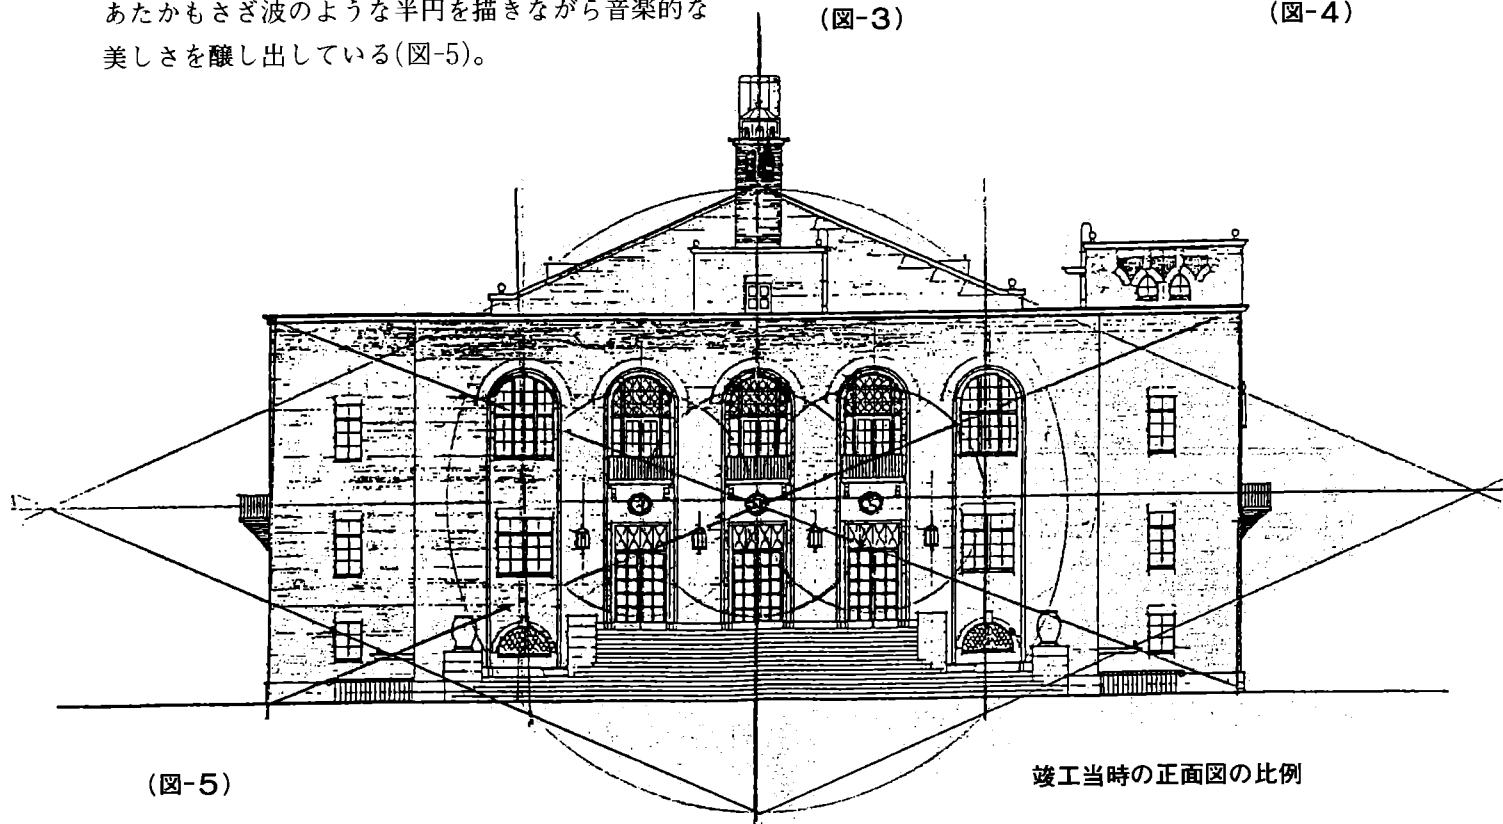 あたかもさざ波のような半円を描きながら音楽的な
美しさを醸し出している(図-5)。
(図-3)
(図-4)
(図-5)
竣工当時の正面図の比例